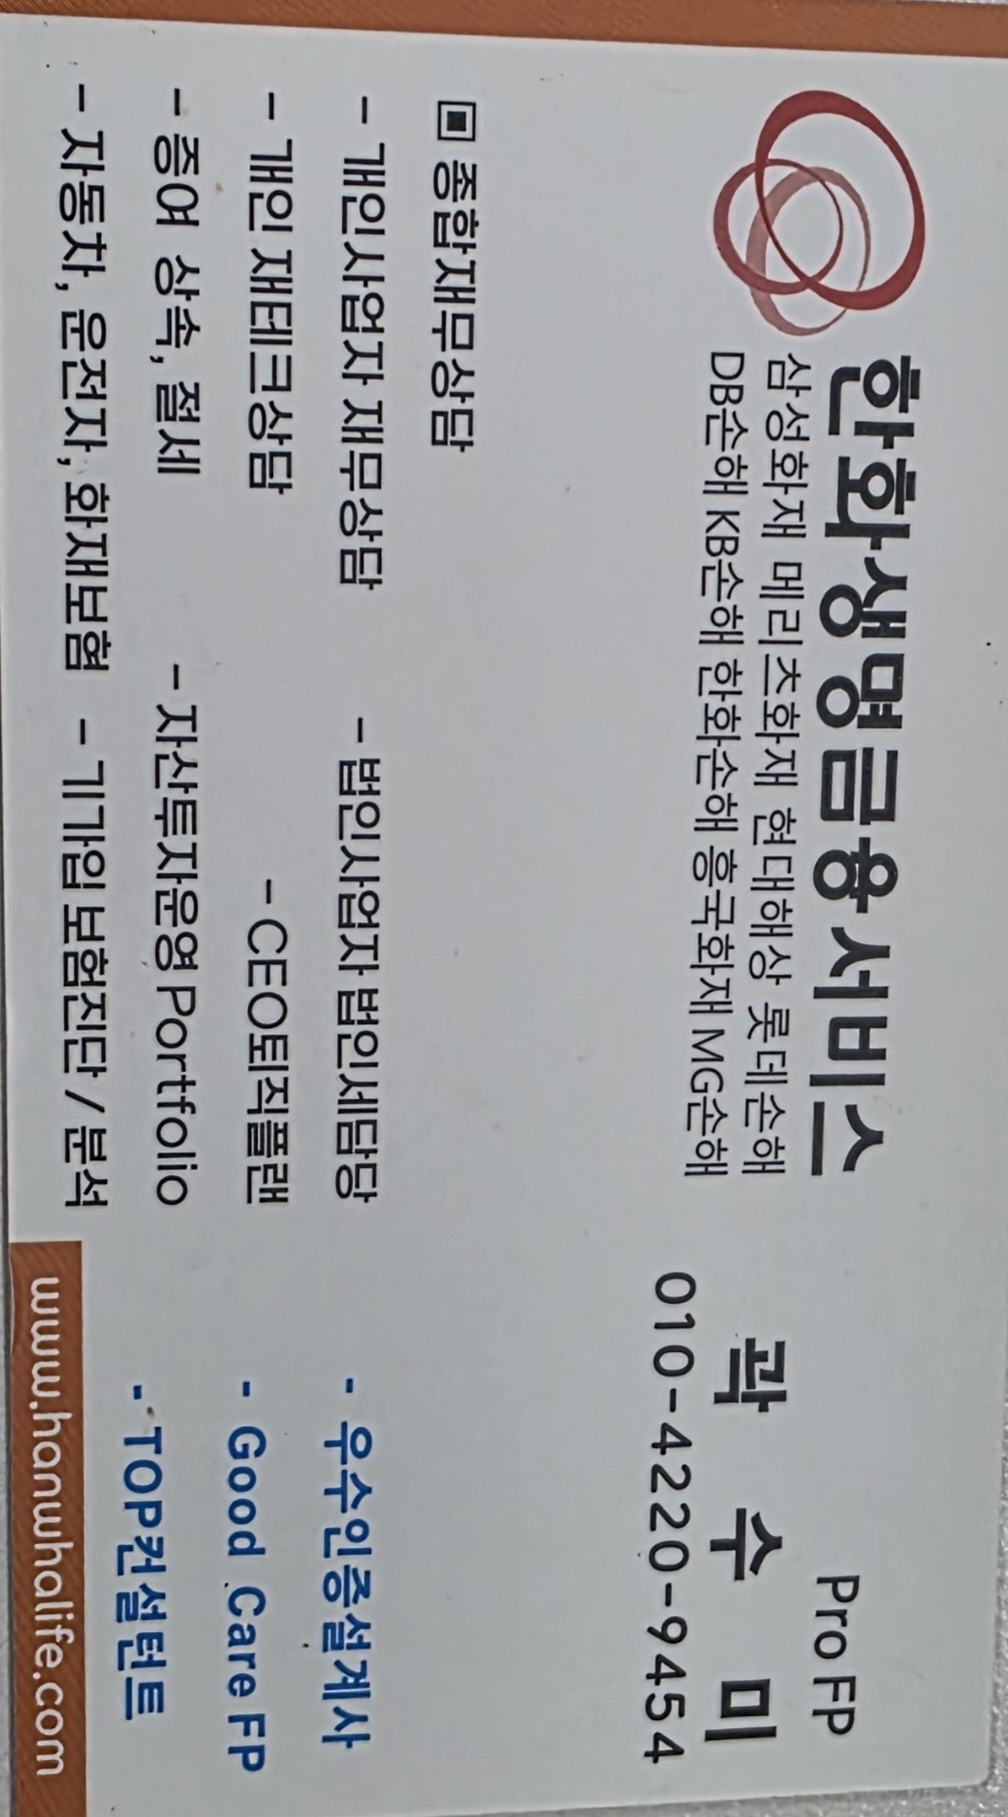 한화생명금융서비스
삼성화재 메리츠화재 현대해상 롯데손해
DB손해 KB손해 한화손해 흥국화재 MG손해
Pro FP
곽 수 미
010-4220-9454
▣ 종합재무상담
- 개인사업자 재무상담 - 법인사업자 법인세담당
- 개인 재테크상담 - CEO퇴직플랜
- 증여 상속, 절세 - 자산투자운영 Portfolio
- 자동차, 운전자, 화재보험 - 기가입 보험진단 / 분석
- 우수인증설계사
- Good Care FP
- TOP컨설턴트
www.hanwhalife.com